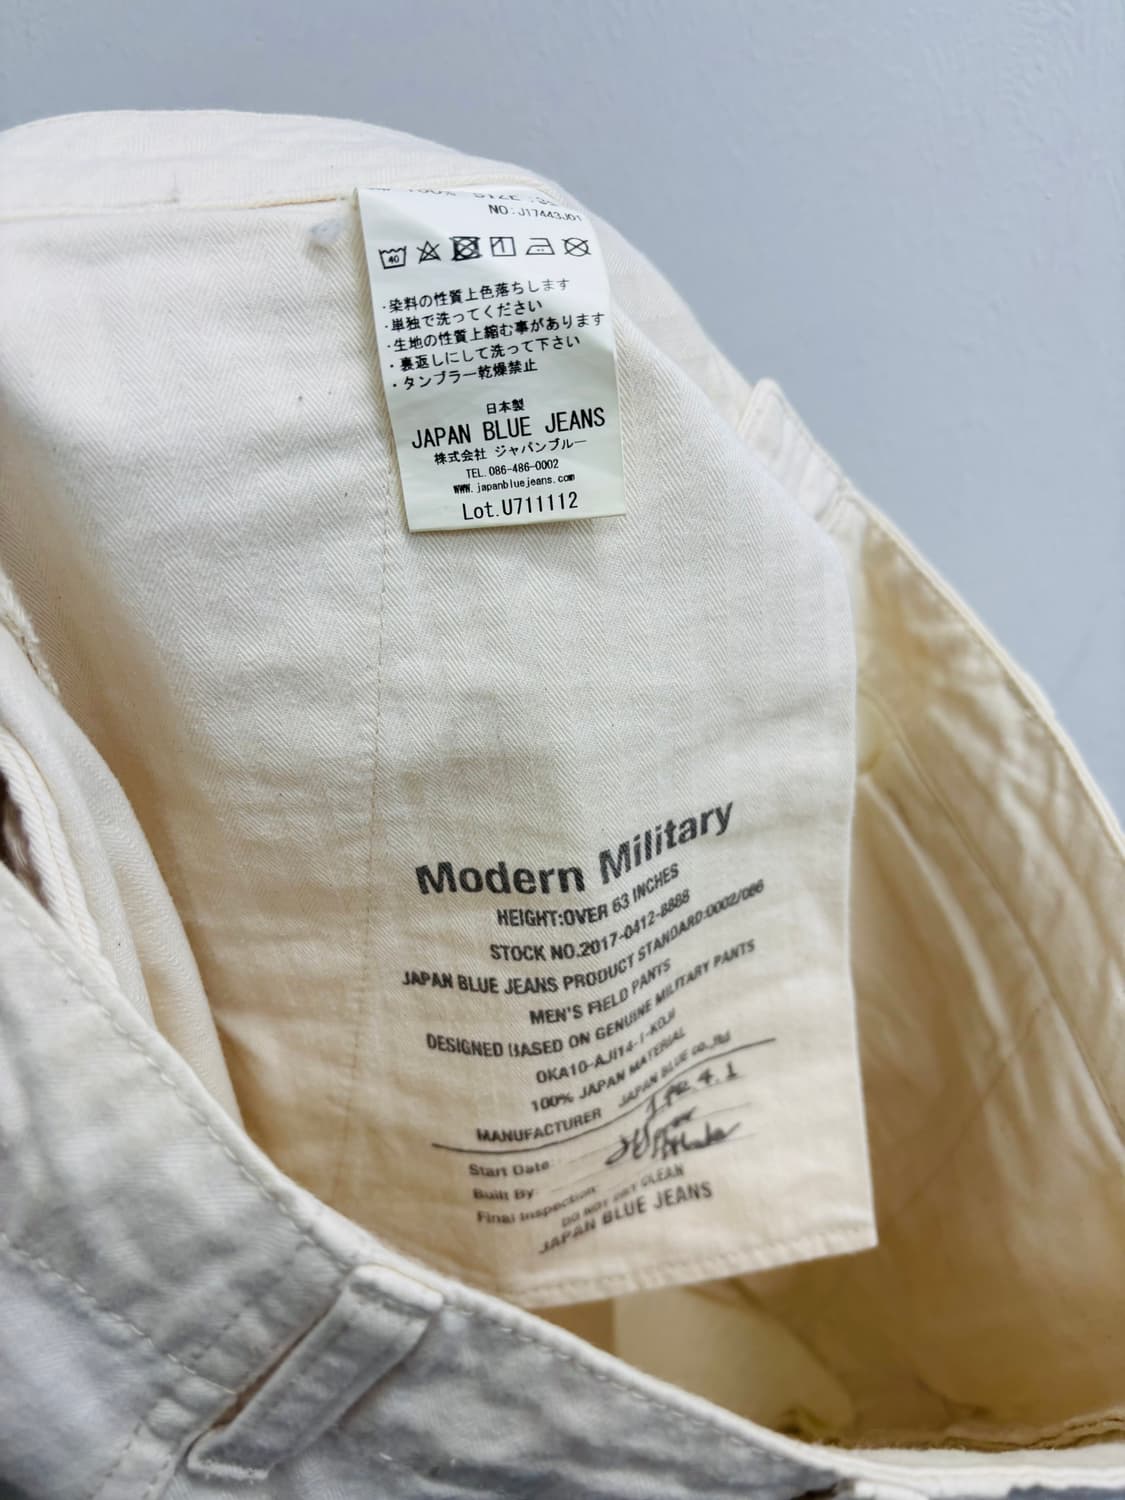 100% SIZE
NO:J17443J01
40
・染料の性質上色落ちします
・単独で洗ってください
・生地の性質上縮む事があります
・裏返しにして洗って下さい
・タンブラー乾燥禁止
日本製
JAPAN BLUE JEANS
株式会社 ジャパンブルー
TEL.086-486-0002
www.japanbluejeans.com
Lot.U711112
Modern Military
HEIGHT:OVER 63 INCHES
STOCK NO.2017-0412-8888
JAPAN BLUE JEANS PRODUCT STANDARD:0002/086
MEN'S FIELD PANTS
DESIGNED BASED ON GENUINE MILITARY PANTS
OKA10-AJI14-1-KOJI
100% JAPAN MATERIAL
MANUFACTURER JAPAN BLUE CO.,ltd
Start Date
Built By
Final Inspection
DO NOT DRY CLEAN
JAPAN BLUE JEANS